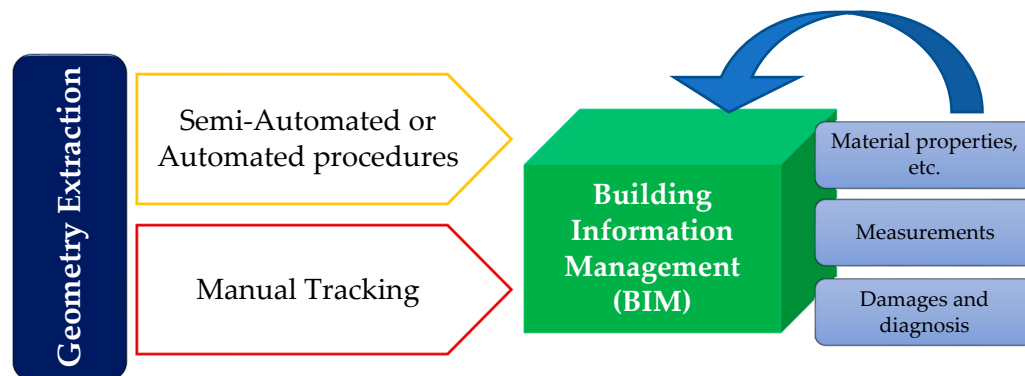 Geometry Extraction
Semi-Automated or
Automated procedures
Manual Tracking
Building
Information
Management
(BIM)
Material properties,
etc.
Measurements
Damages and
diagnosis